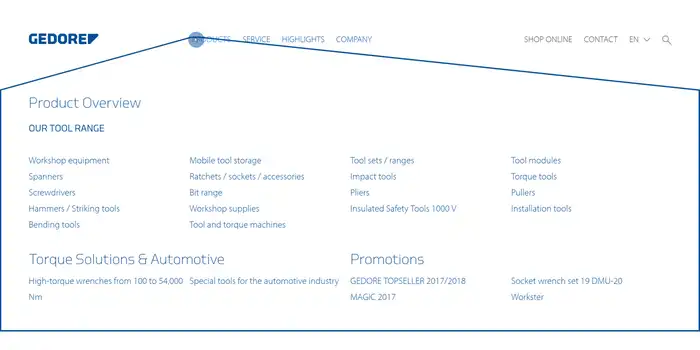 GEDORE
PRODUCTS SERVICE HIGHLIGHTS COMPANY SHOP ONLINE CONTACT EN
Product Overview
OUR TOOL RANGE
Workshop equipment Mobile tool storage Tool sets / ranges Tool modules
Spanners Ratchets / sockets / accessories Impact tools Torque tools
Screwdrivers Bit range Pliers Pullers
Hammers / Striking tools Workshop supplies Insulated Safety Tools 1000 V Installation tools
Bending tools Tool and torque machines
Torque Solutions & Automotive Promotions
High-torque wrenches from 100 to 54,000 Special tools for the automotive industry GEDORE TOPSELLER 2017/2018 Socket wrench set 19 DMU-20
Nm MAGIC 2017 Workster